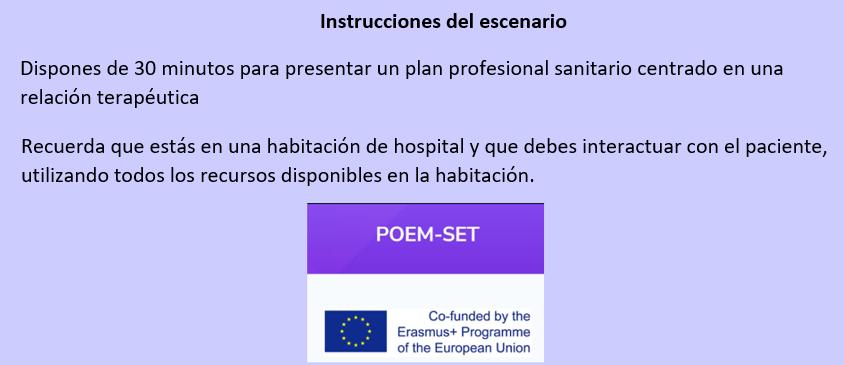 Instrucciones del escenario
Dispones de 30 minutos para presentar un plan profesional sanitario centrado en una
relación terapéutica
Recuerda que estás en una habitación de hospital y que debes interactuar con el paciente,
utilizando todos los recursos disponibles en la habitación.
POEM-SET
Co-funded by the
Erasmus+ Programme
of the European Union